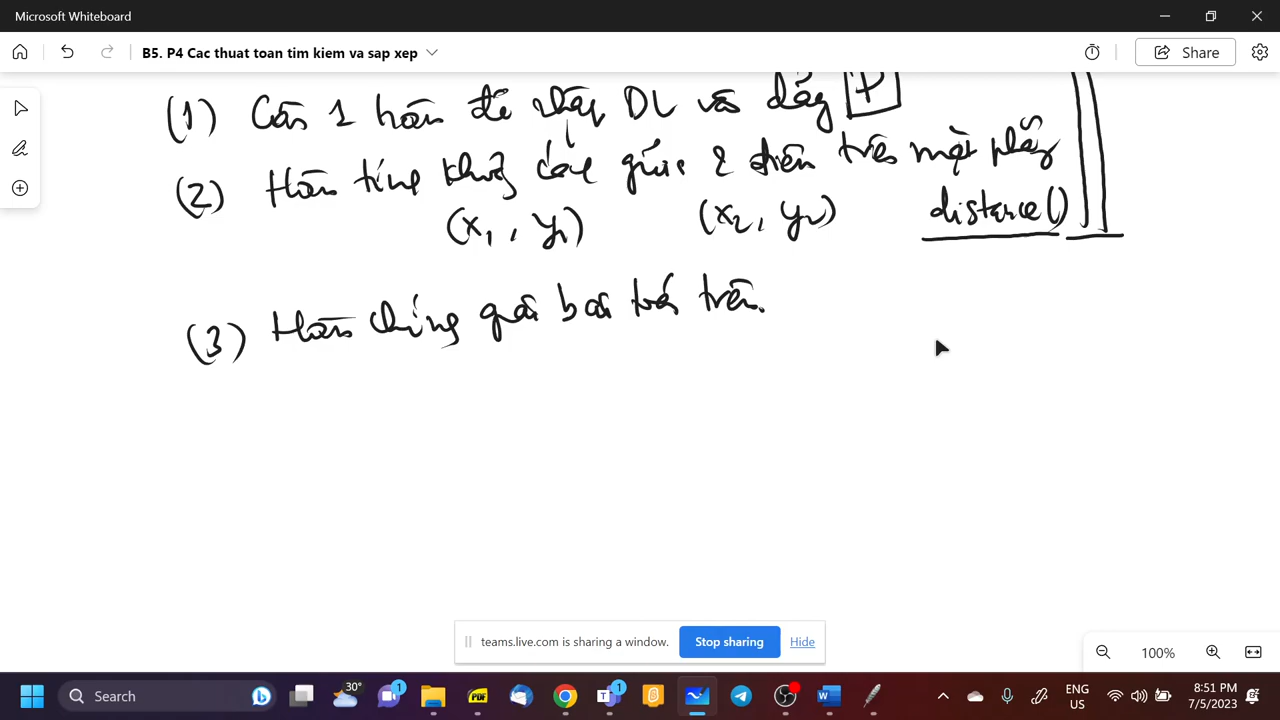 Microsoft Whiteboard
B5. P4 Cac thuat toan tim kiem va sap xep
Share
(1) Cần 1 hàm để nhập DL vào dãy P
(2) Hàm tính khoảng cách giữa 2 điểm trên mặt phẳng
(x1, y1) (x2, y2) distance()
(3) Hàm chính giải bài toán trên.
teams.live.com is sharing a window. Stop sharing Hide
100%
Search
30°
1
1
ENG
US
8:51 PM
7/5/2023